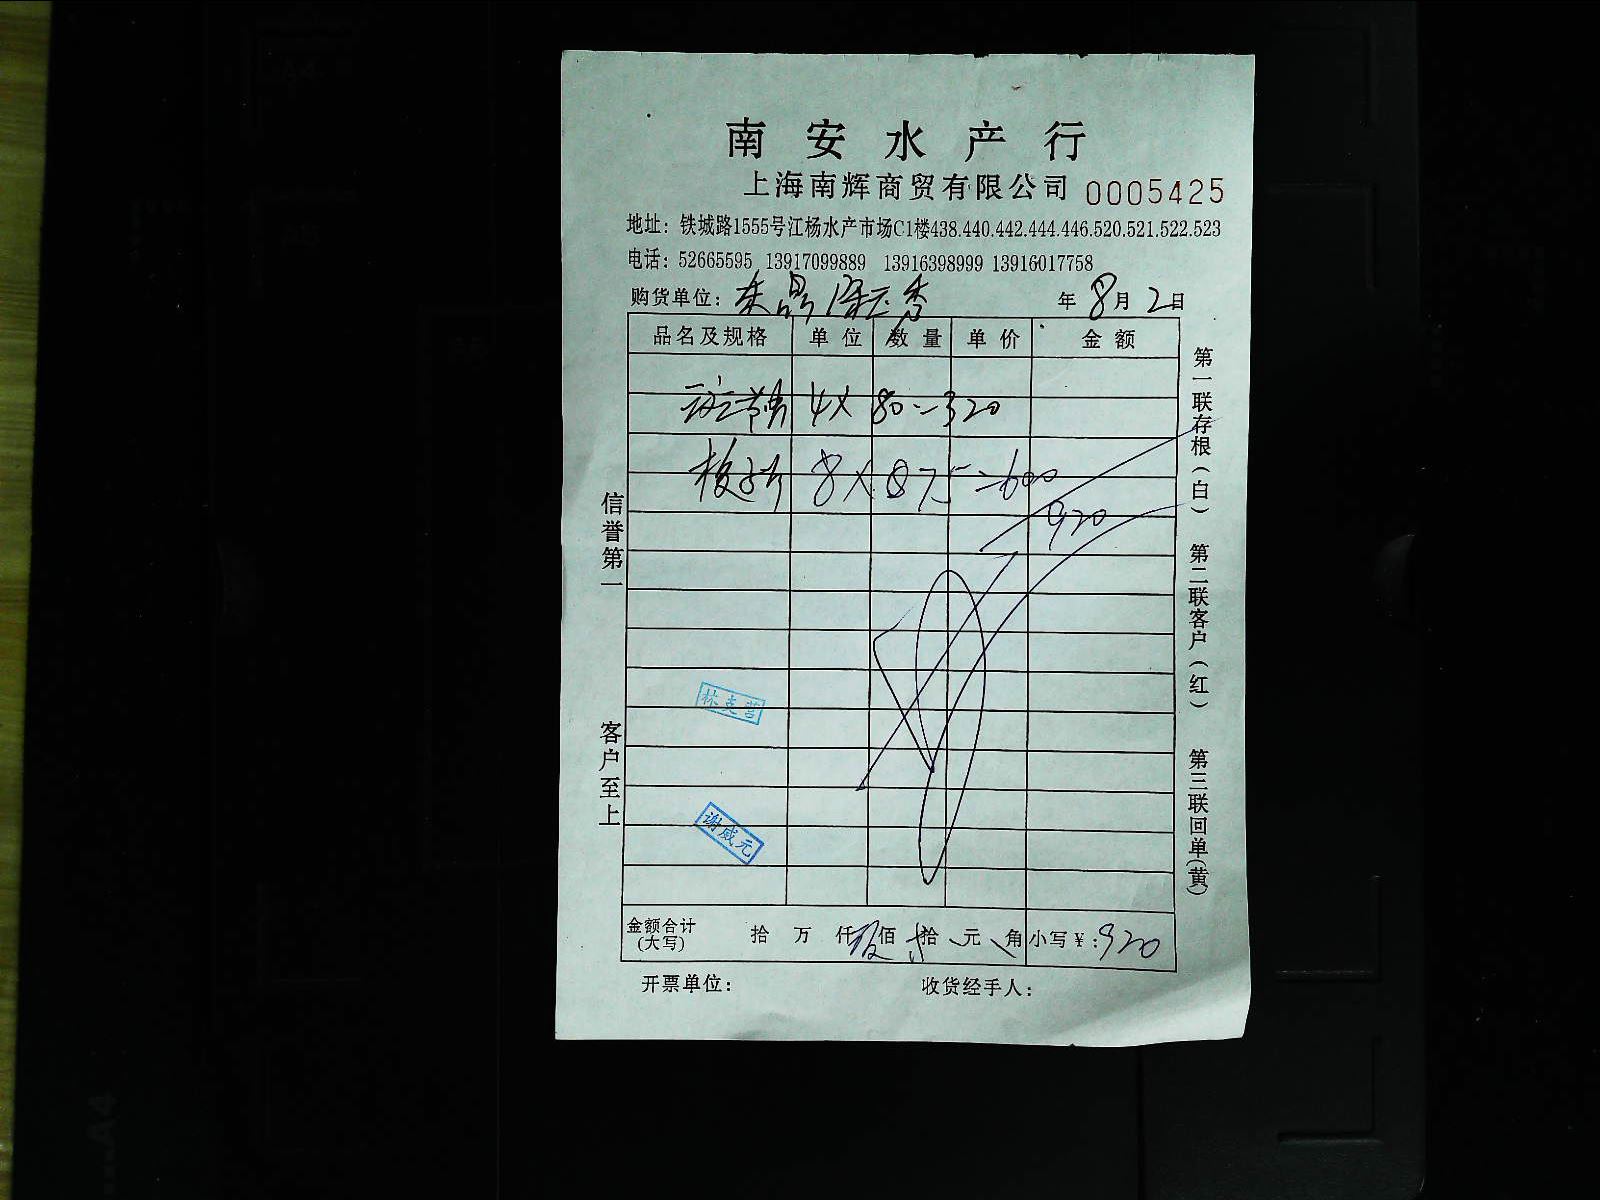 南安水产行
上海南辉商贸有限公司 0005425
地址：铁城路1555号江杨水产市场C1楼438.440.442.444.446.520.521.522.523
电话：52665595 13917099889 13916398999 13916017758
购货单位： 年 8月 2日
品名及规格 单位 数量 单价 金额
4× 80=320
8× 75=600
920
信誉第一
客户至上
第一联存根(白)
第二联客户(红)
第三联回单(黄)
谢威元
金额合计(大写) 拾 万 仟 佰 拾 元 角 小写¥:920
开票单位： 收货经手人：